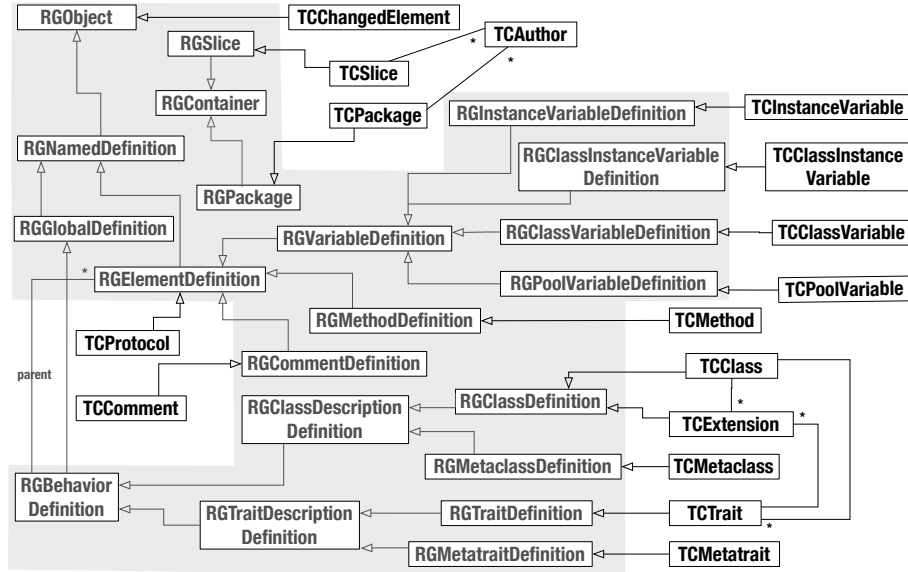 RGObject
TCChangedElement
RGSlice
TCAuthor
*
TCSlice
*
RGContainer
TCPackage
RGInstanceVariableDefinition
TCInstanceVariable
RGNamedDefinition
RGClassInstanceVariable
Definition
TCClassInstance
Variable
RGPackage
RGGlobalDefinition
RGVariableDefinition
RGClassVariableDefinition
TCClassVariable
*
RGElementDefinition
RGPoolVariableDefinition
TCPoolVariable
RGMethodDefinition
TCMethod
TCProtocol
RGCommentDefinition
TCClass
parent
TCComment
RGClassDescription
Definition
RGClassDefinition
*
TCExtension
*
RGMetaclassDefinition
TCMetaclass
RGBehavior
Definition
RGTraitDescription
Definition
RGTraitDefinition
TCTrait
*
RGMetatraitDefinition
TCMetatrait